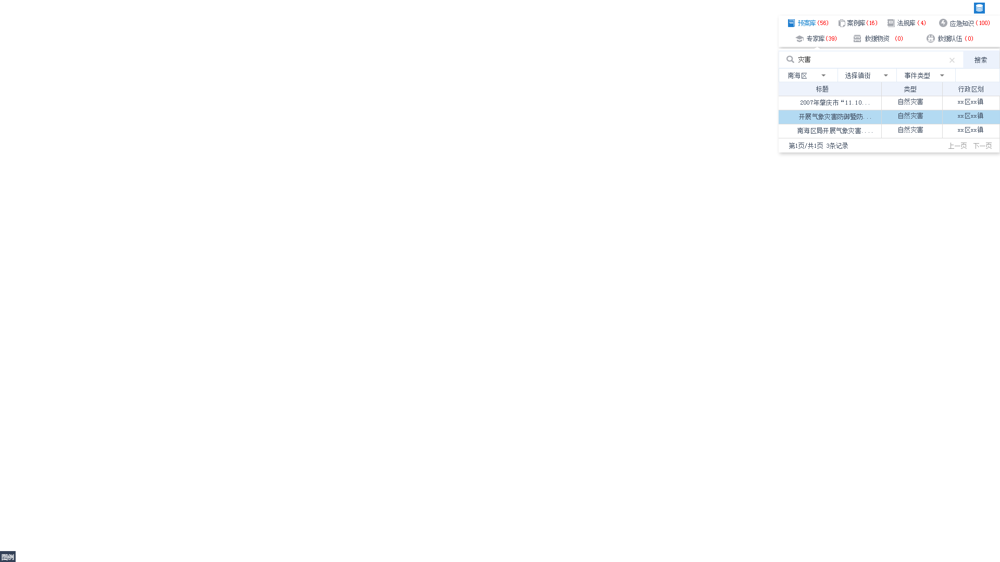 预案库(56) 案例库(16) 法规库(4) 应急知识(100)
专家库(39) 救援物资 (0) 救援队伍(0)
灾害 搜索
南海区 选择镇街 事件类型
标题 类型 行政区划
2007年肇庆市“11.10... 自然灾害 xx区xx镇
开展气象灾害防御暨防... 自然灾害 xx区xx镇
南海区局开展气象灾害.... 自然灾害 xx区xx镇
第1页/共1页 3条记录 上一页 下一页
图例